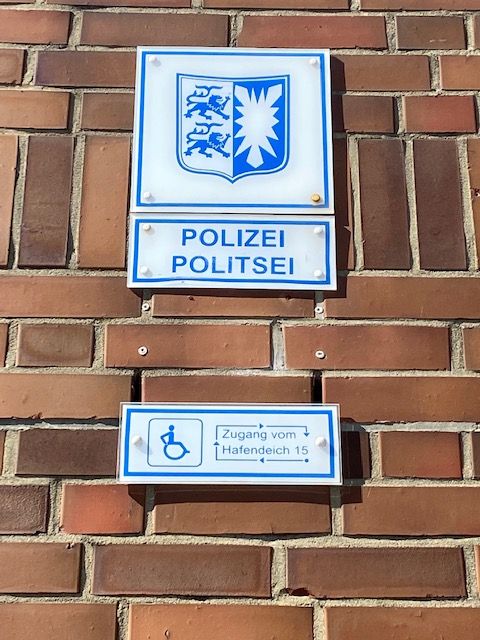 POLIZEI
POLITSEI
Zugang vom
Hafendeich 15